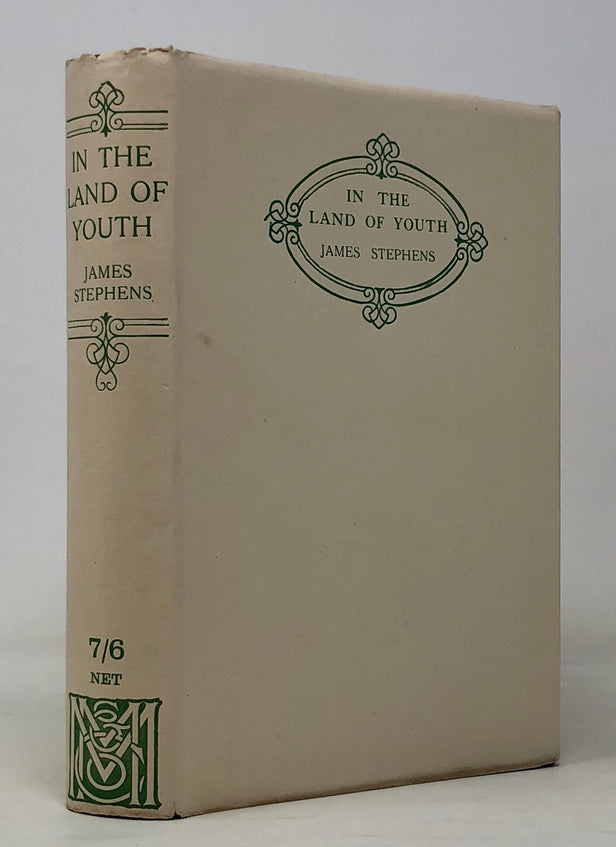 IN THE
LAND OF
YOUTH
JAMES
STEPHENS
7/6
NET
IN THE
LAND OF YOUTH
JAMES STEPHENS